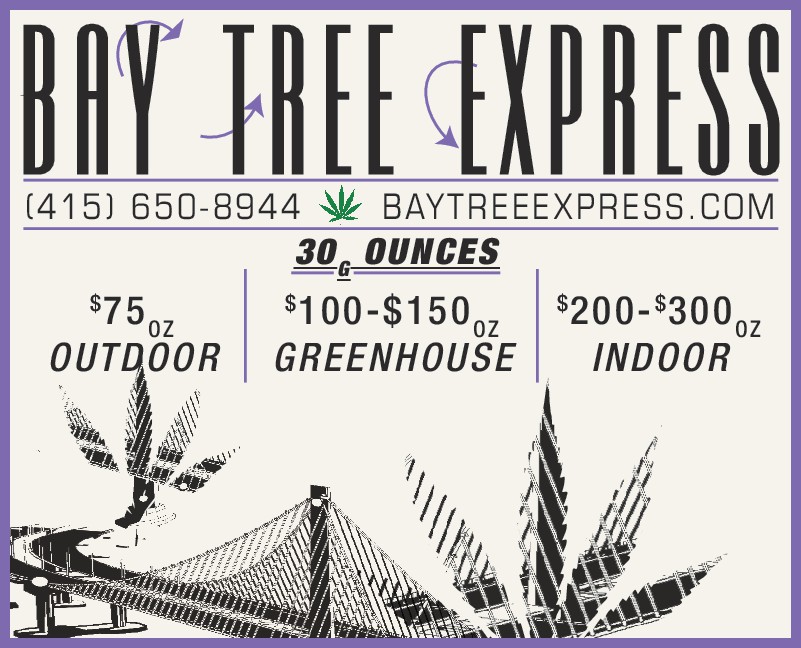 BAY TREE EXPRESS
(415) 650-8944 BAYTREEEXPRESS.COM
30G OUNCES
$75OZ $100-$150OZ $200-$300OZ
OUTDOOR GREENHOUSE INDOOR